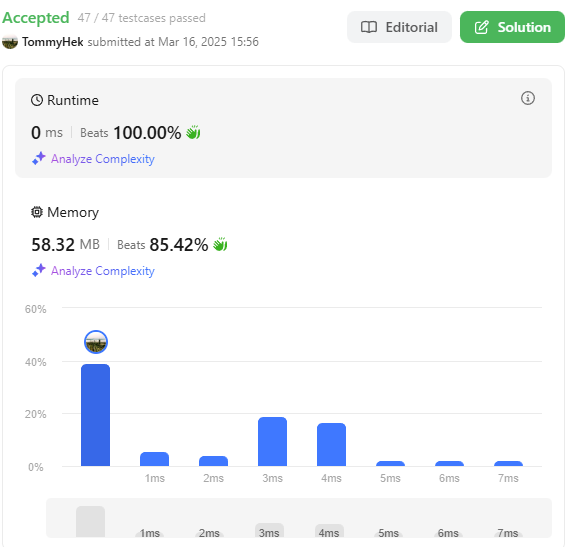 Accepted 47 / 47 testcases passed
Editorial
Solution
TommyHek submitted at Mar 16, 2025 15:56
Runtime
0 ms Beats 100.00%
Analyze Complexity
Memory
58.32 MB Beats 85.42%
Analyze Complexity
60%
40%
20%
0%
1ms 2ms 3ms 4ms 5ms 6ms 7ms
1ms 2ms 3ms 4ms 5ms 6ms 7ms